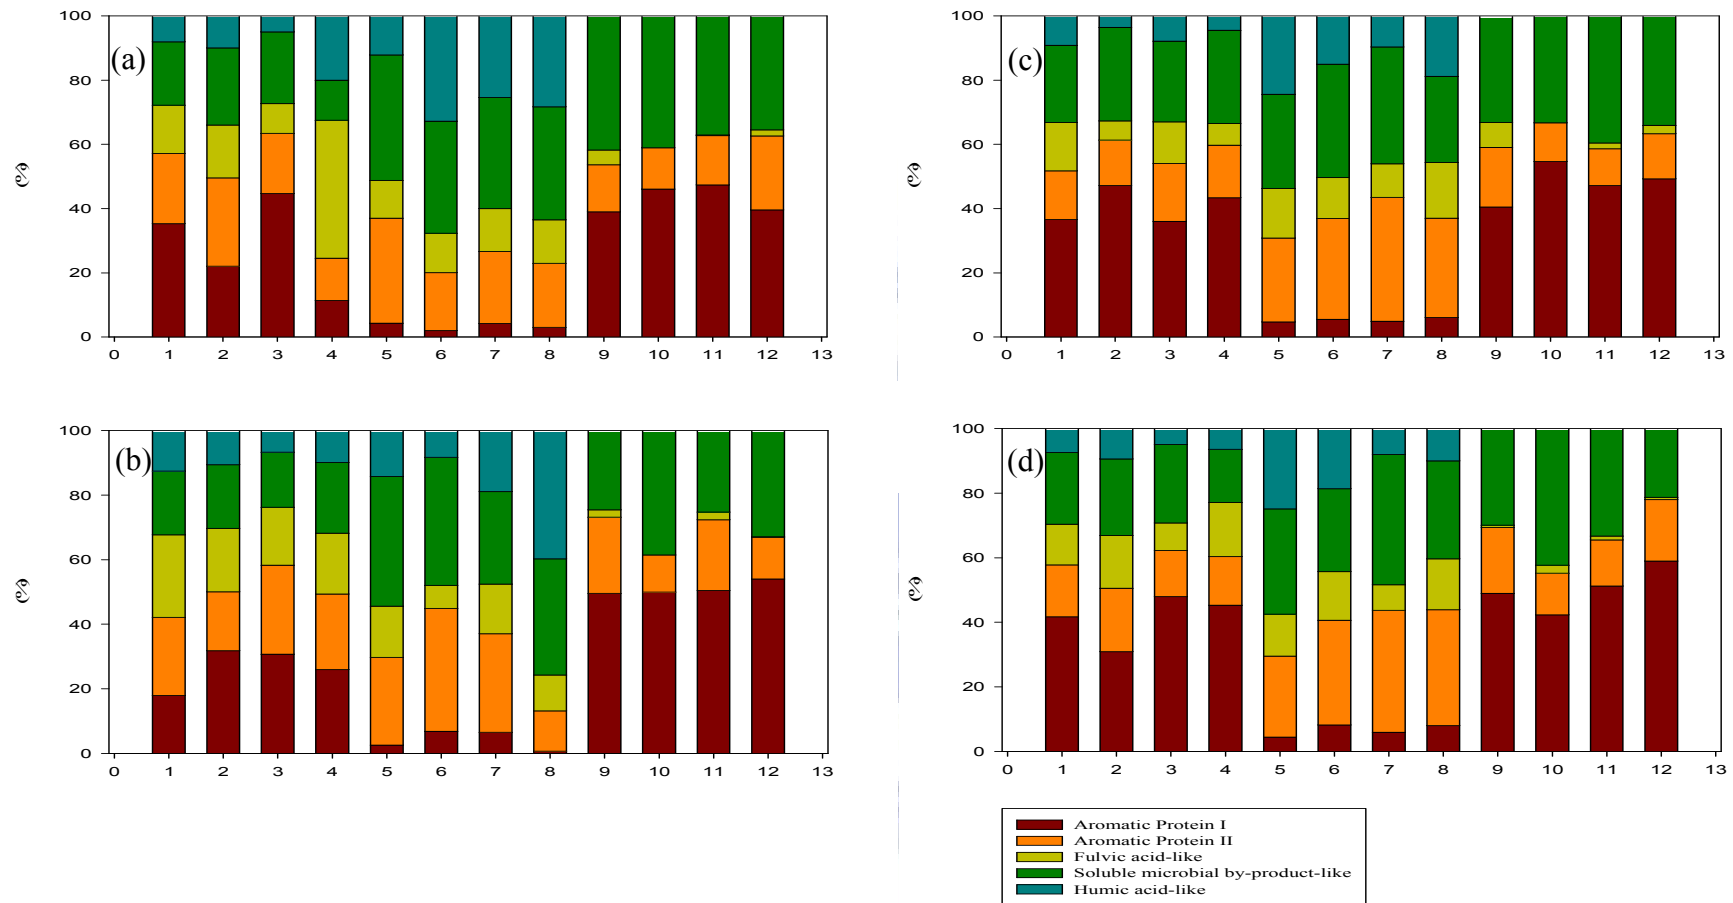 100
80
60
40
20
0
(a)
%
0 1 2 3 4 5 6 7 8 9 10 11 12 13
100
80
60
40
20
0
(c)
%
0 1 2 3 4 5 6 7 8 9 10 11 12 13
100
80
60
40
20
0
(b)
%
0 1 2 3 4 5 6 7 8 9 10 11 12 13
100
80
60
40
20
0
(d)
%
0 1 2 3 4 5 6 7 8 9 10 11 12 13
Aromatic Protein I
Aromatic Protein II
Fulvic acid-like
Soluble microbial by-product-like
Humic acid-like